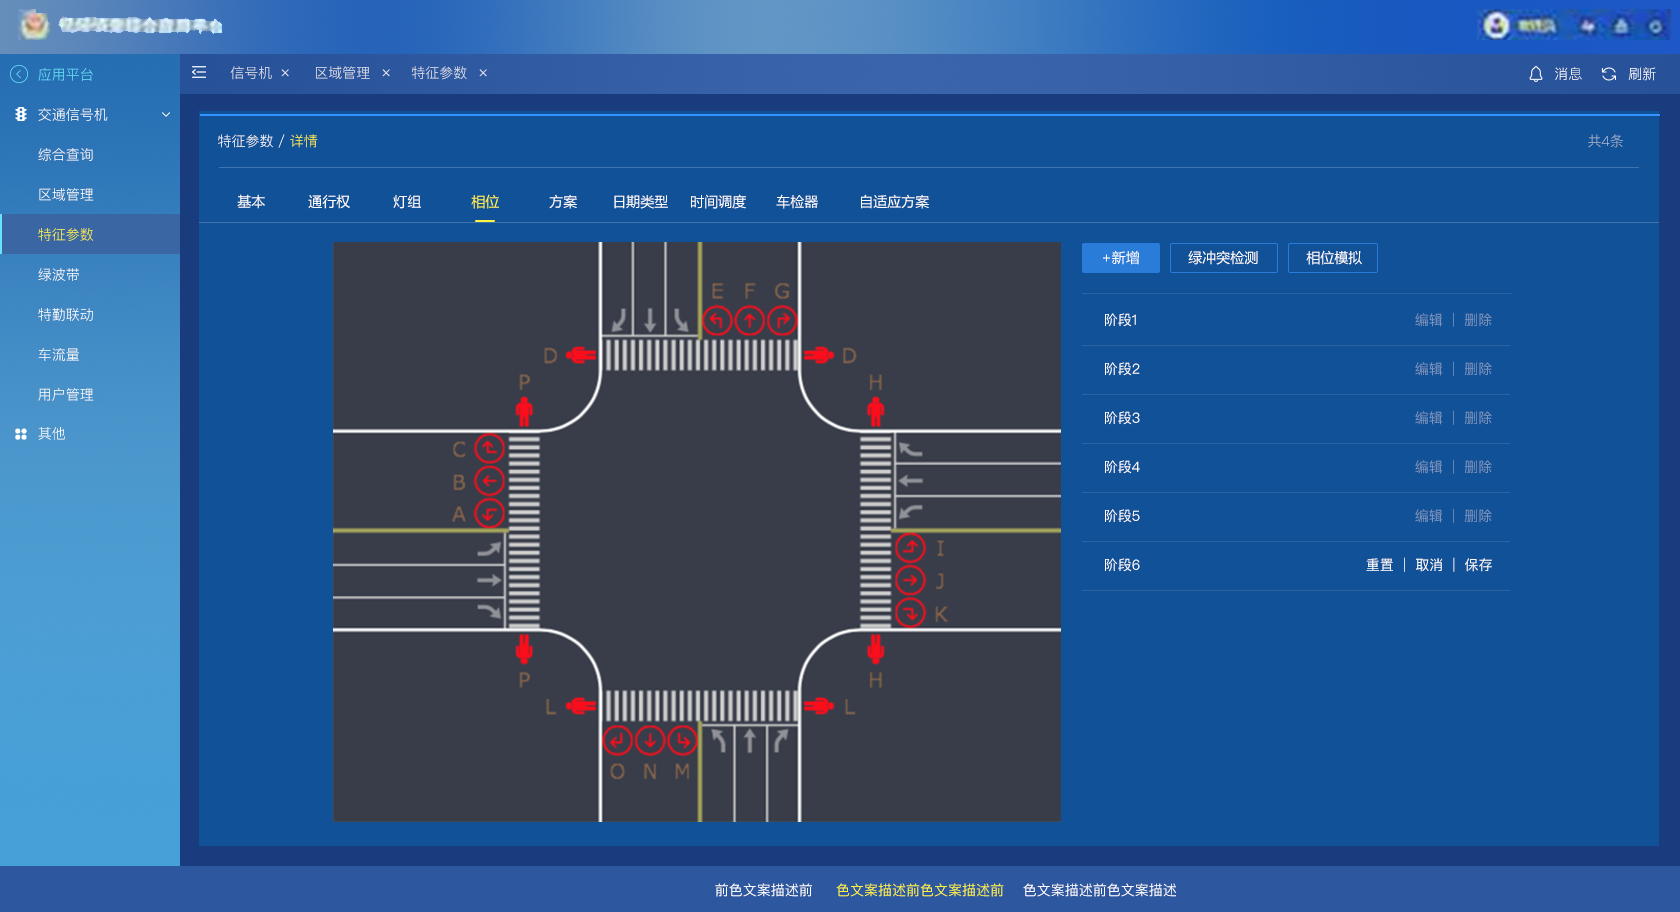 应用平台
信号机
区域管理
特征参数
消息
刷新
交通信号机
综合查询
区域管理
特征参数
绿波带
特勤联动
车流量
用户管理
其他
特征参数 / 详情
共4条
基本
通行权
灯组
相位
方案
日期类型
时间调度
车检器
自适应方案
E F G
D
D
P
H
C
B
A
I
J
K
P
H
L
L
O N M
+新增
绿冲突检测
相位模拟
阶段1 编辑 | 删除
阶段2 编辑 | 删除
阶段3 编辑 | 删除
阶段4 编辑 | 删除
阶段5 编辑 | 删除
阶段6 重置 | 取消 | 保存
前色文案描述前 色文案描述前色文案描述前 色文案描述前色文案描述